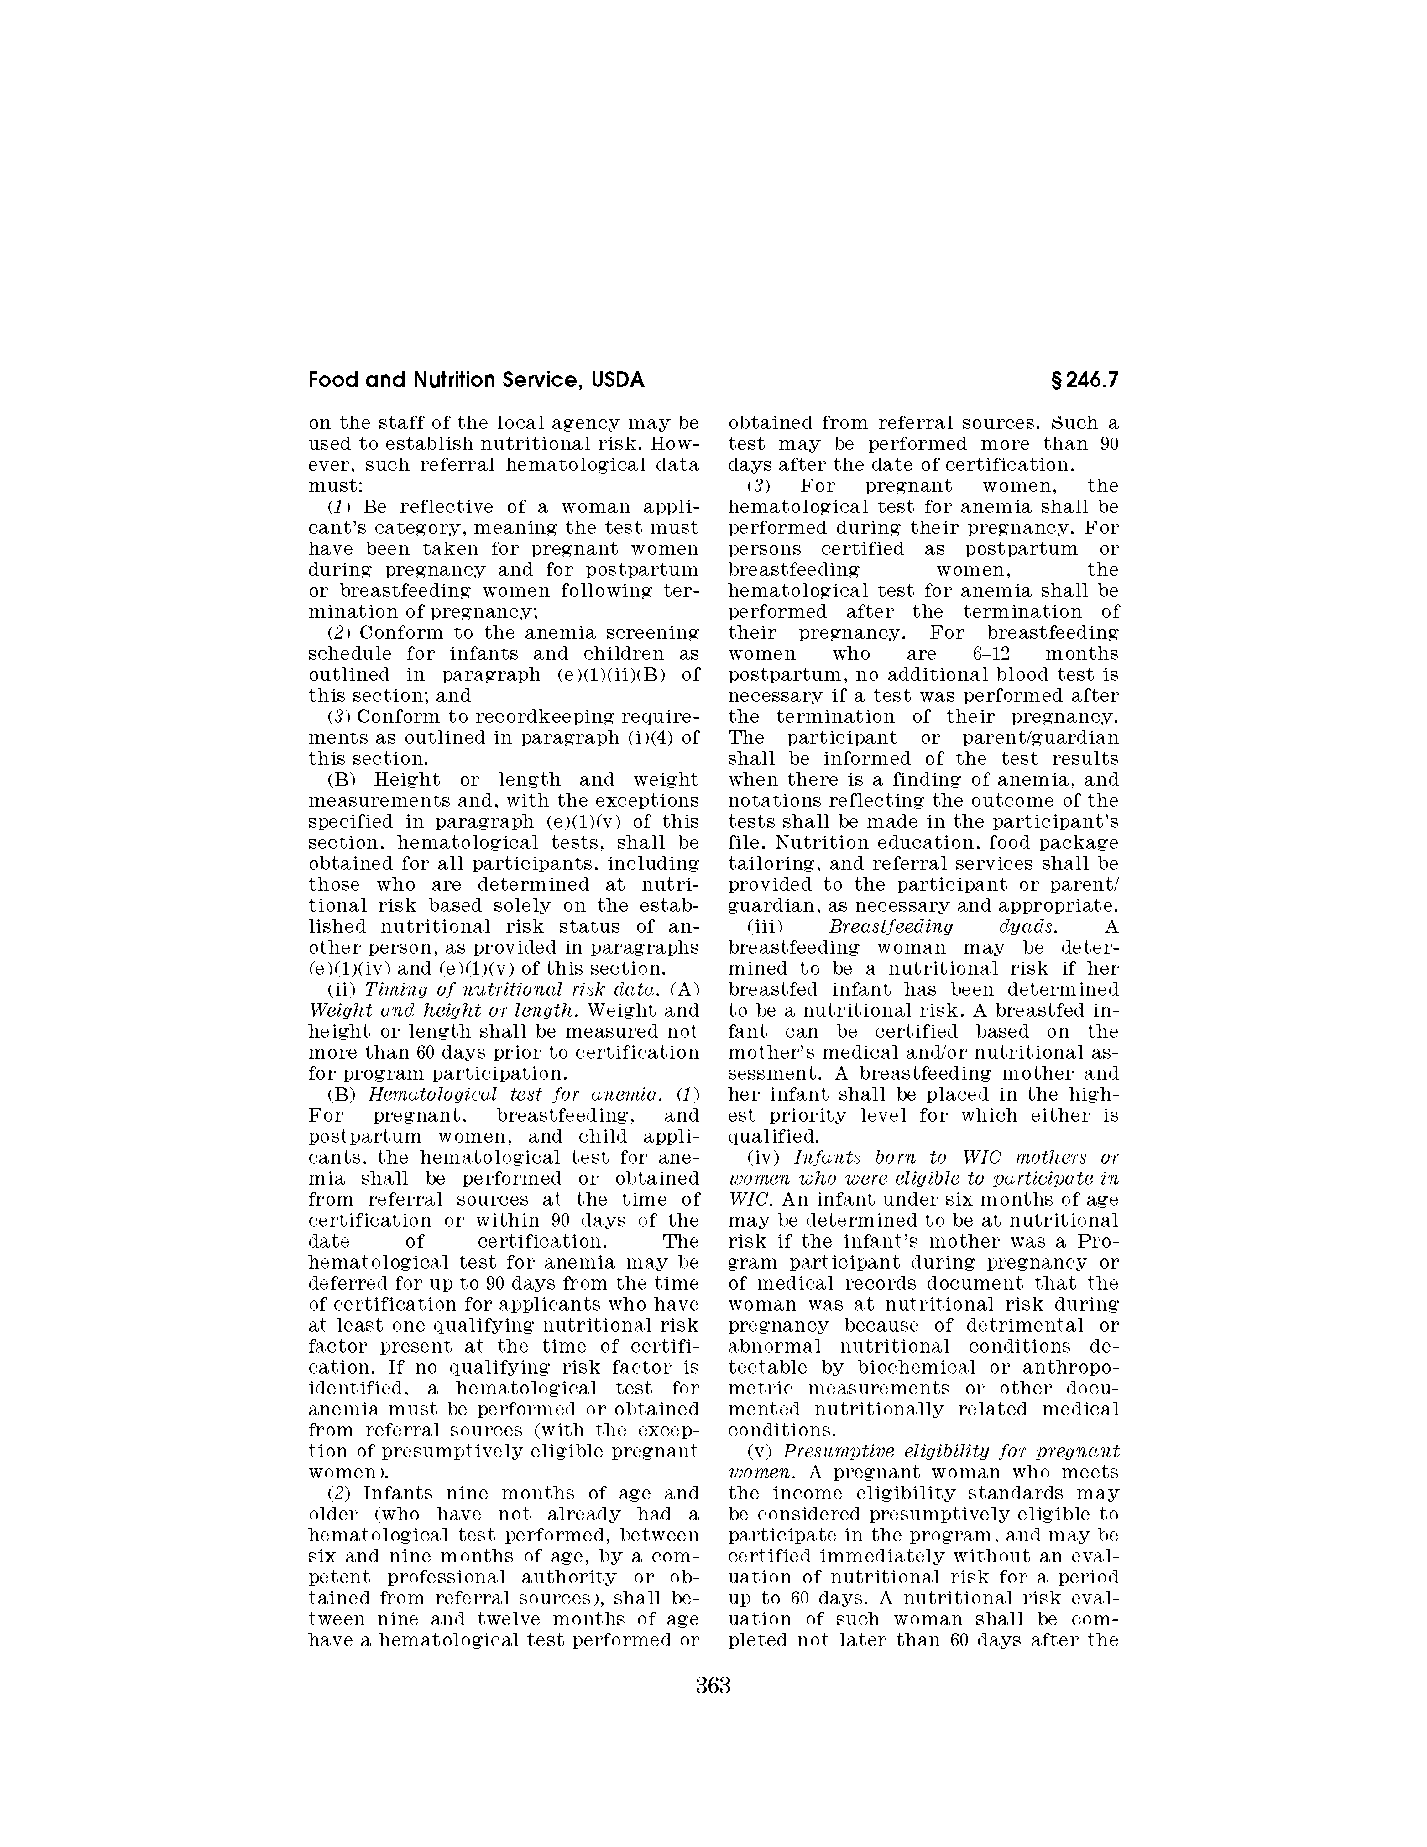 Food and Nutrition Service, USDA
§ 246.7
on the staff of the local agency may be
used to establish nutritional risk. How-
ever, such referral hematological data
must:
(1) Be reflective of a woman appli-
cant's category, meaning the test must
have been taken for pregnant women
during pregnancy and for postpartum
or breastfeeding women following ter-
mination of pregnancy;
(2) Conform to the anemia screening
schedule for infants and children as
outlined in paragraph (e)(1)(ii)(B) of
this section; and
(3) Conform to recordkeeping require-
ments as outlined in paragraph (i)(4) of
this section.
(B) Height or length and weight
measurements and, with the exceptions
specified in paragraph (e)(1)(v) of this
section, hematological tests, shall be
obtained for all participants, including
those who are determined at nutri-
tional risk based solely on the estab-
lished nutritional risk status of an-
other person, as provided in paragraphs
(e)(1)(iv) and (e)(1)(v) of this section.
(ii) Timing of nutritional risk data. (A)
Weight and height or length. Weight and
height or length shall be measured not
more than 60 days prior to certification
for program participation.
(B) Hematological test for anemia. (1)
For pregnant, breastfeeding, and
postpartum women, and child appli-
cants, the hematological test for ane-
mia shall be performed or obtained
from referral sources at the time of
certification or within 90 days of the
date of certification. The
hematological test for anemia may be
deferred for up to 90 days from the time
of certification for applicants who have
at least one qualifying nutritional risk
factor present at the time of certifi-
cation. If no qualifying risk factor is
identified, a hematological test for
anemia must be performed or obtained
from referral sources (with the excep-
tion of presumptively eligible pregnant
women).
(2) Infants nine months of age and
older (who have not already had a
hematological test performed, between
six and nine months of age, by a com-
petent professional authority or ob-
tained from referral sources), shall be-
tween nine and twelve months of age
have a hematological test performed or
obtained from referral sources. Such a
test may be performed more than 90
days after the date of certification.
(3) For pregnant women, the
hematological test for anemia shall be
performed during their pregnancy. For
persons certified as postpartum or
breastfeeding women, the
hematological test for anemia shall be
performed after the termination of
their pregnancy. For breastfeeding
women who are 6–12 months
postpartum, no additional blood test is
necessary if a test was performed after
the termination of their pregnancy.
The participant or parent/guardian
shall be informed of the test results
when there is a finding of anemia, and
notations reflecting the outcome of the
tests shall be made in the participant's
file. Nutrition education, food package
tailoring, and referral services shall be
provided to the participant or parent/
guardian, as necessary and appropriate.
(iii) Breastfeeding dyads. A
breastfeeding woman may be deter-
mined to be a nutritional risk if her
breastfed infant has been determined
to be a nutritional risk. A breastfed in-
fant can be certified based on the
mother's medical and/or nutritional as-
sessment. A breastfeeding mother and
her infant shall be placed in the high-
est priority level for which either is
qualified.
(iv) Infants born to WIC mothers or
women who were eligible to participate in
WIC. An infant under six months of age
may be determined to be at nutritional
risk if the infant's mother was a Pro-
gram participant during pregnancy or
of medical records document that the
woman was at nutritional risk during
pregnancy because of detrimental or
abnormal nutritional conditions de-
tectable by biochemical or anthropo-
metric measurements or other docu-
mented nutritionally related medical
conditions.
(v) Presumptive eligibility for pregnant
women. A pregnant woman who meets
the income eligibility standards may
be considered presumptively eligible to
participate in the program, and may be
certified immediately without an eval-
uation of nutritional risk for a period
up to 60 days. A nutritional risk eval-
uation of such woman shall be com-
pleted not later than 60 days after the
363